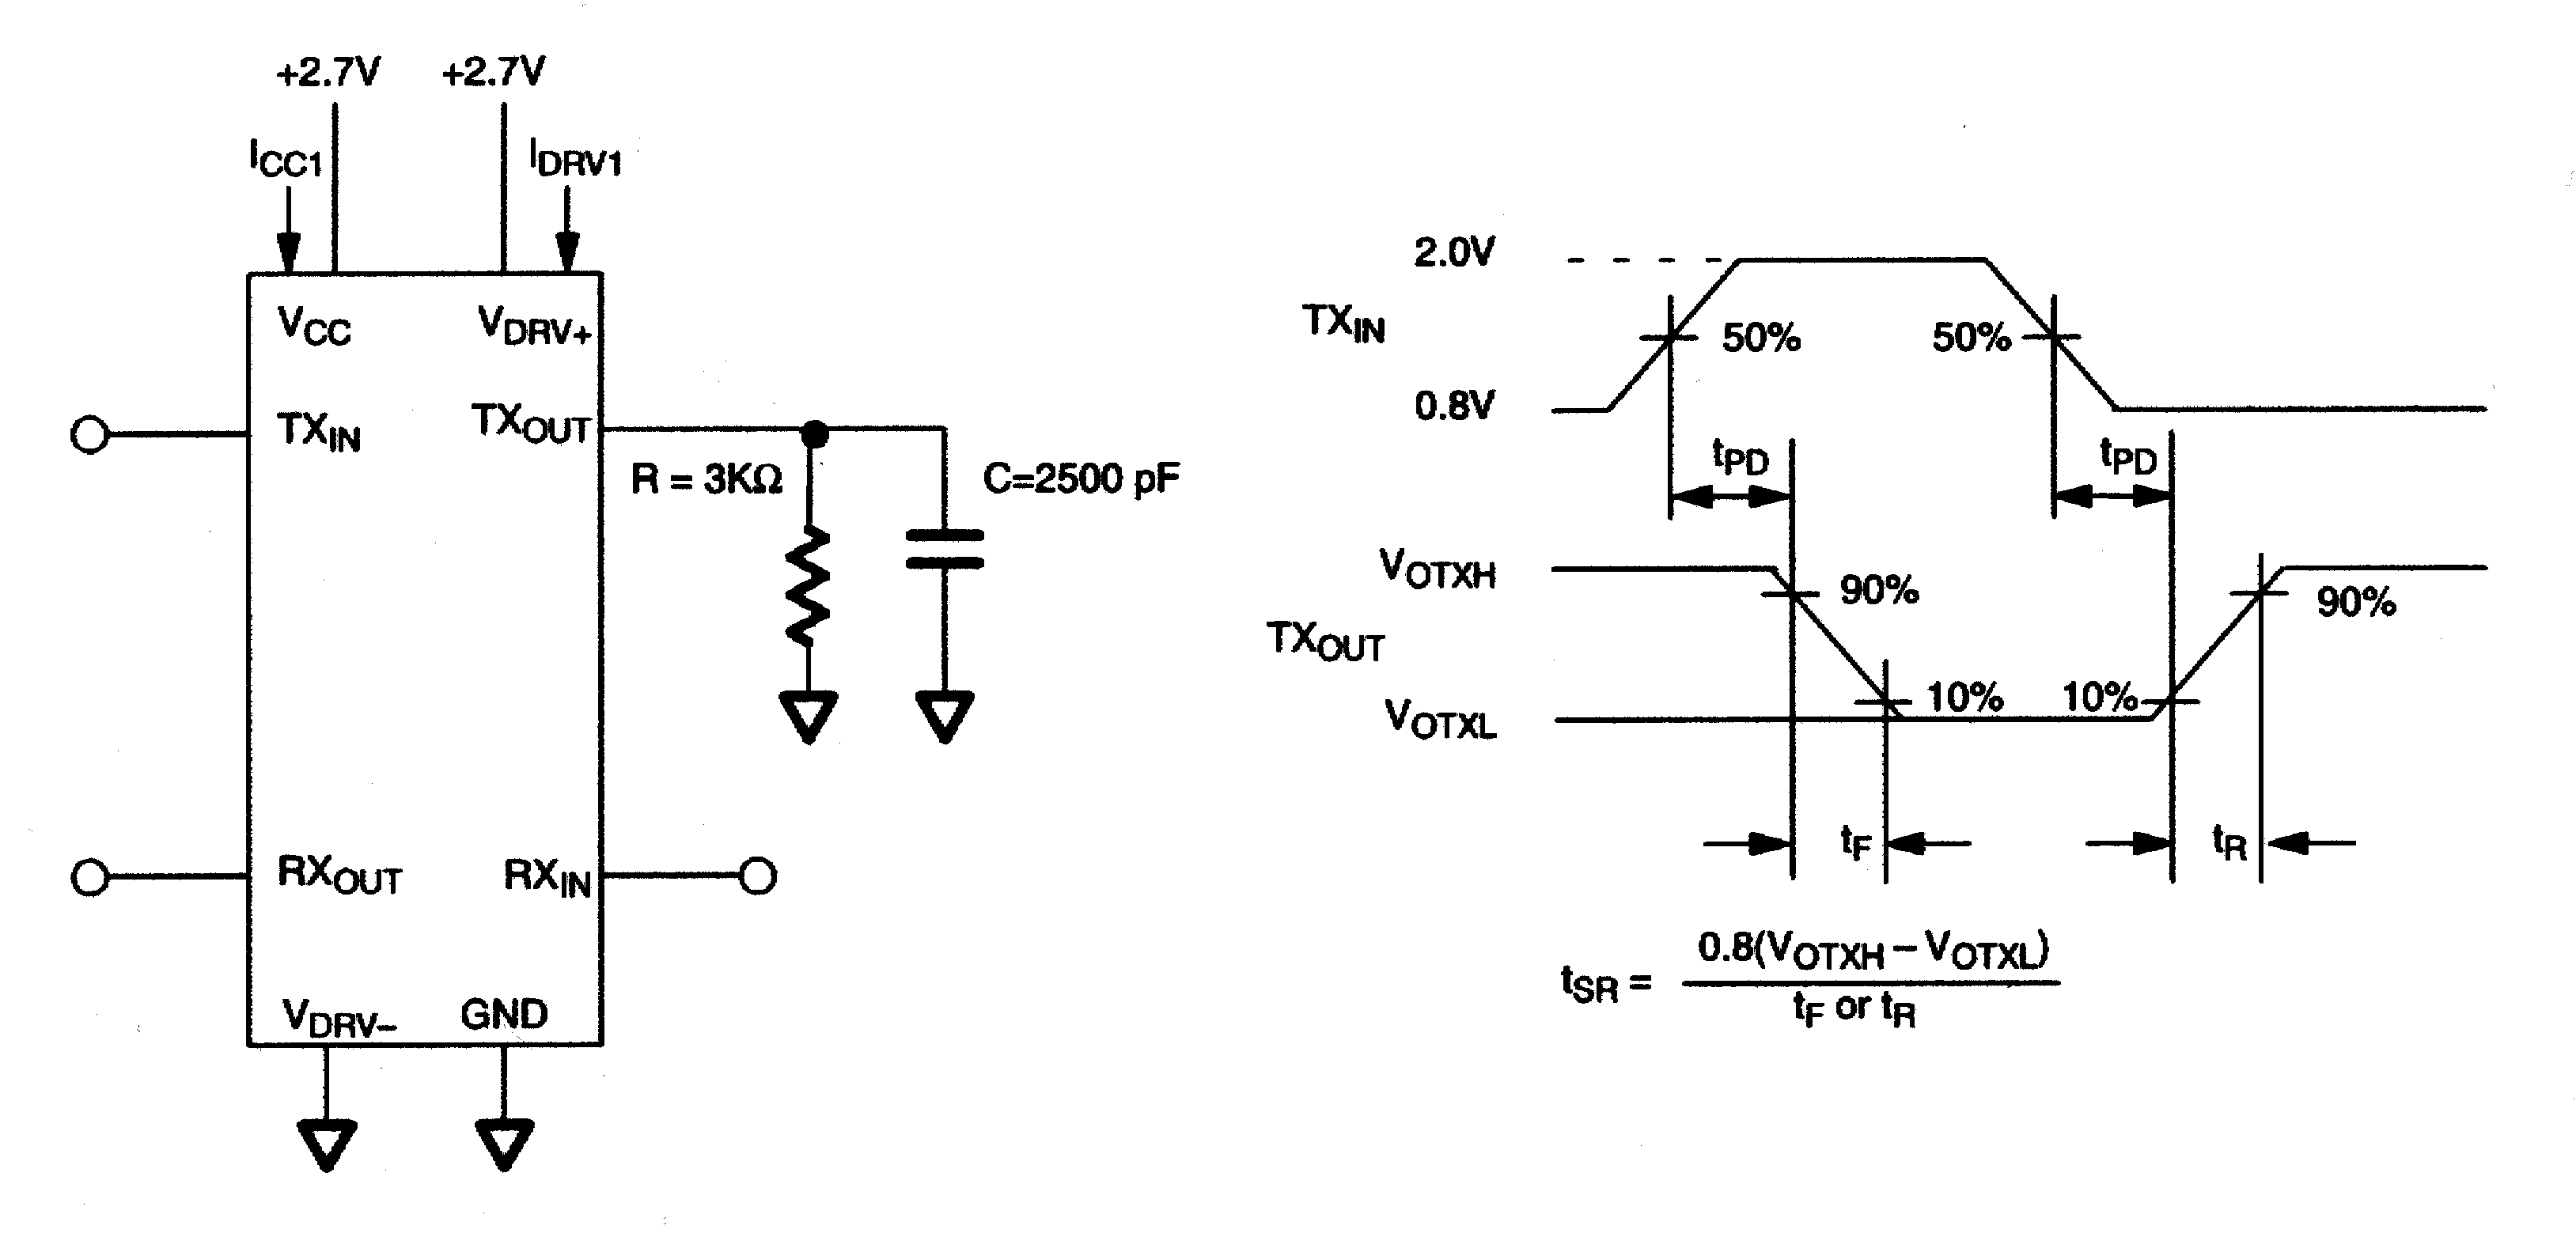 +2.7V +2.7V
ICC1 IDRV1
VCC VDRV+
TXIN TXOUT
R = 3KΩ C=2500 pF
RXOUT RXIN
VDRV– GND
2.0V
TXIN 50% 50%
0.8V
tPD tPD
VOTXH 90% 90%
TXOUT
VOTXL 10% 10%
tF tR
tSR = 0.8(VOTXH – VOTXL)
tF or tR